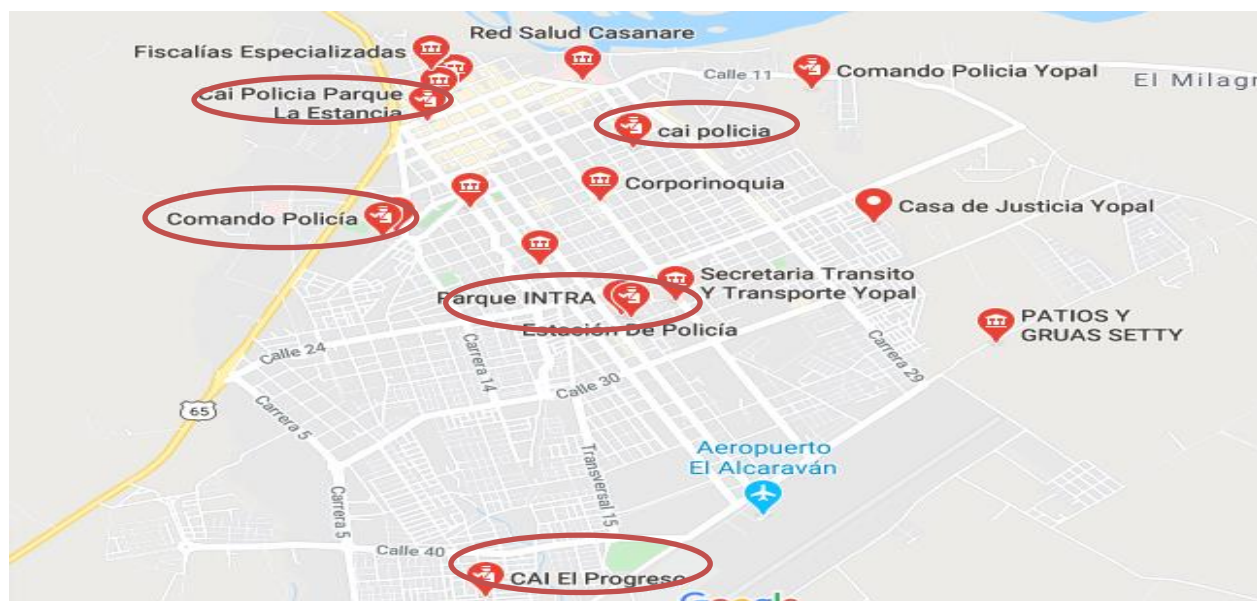 Red Salud Casanare
Fiscalías Especializadas
Calle 11
Comando Policia Yopal
El Milagr
Cai Policia Parque
La Estancia
cai policia
Corporinoquia
Casa de Justicia Yopal
Comando Policía
Secretaria Transito
Y Transporte Yopal
Parque INTRA
Estación De Policía
PATIOS Y
GRUAS SETTY
Calle 24
Carrera 14
Calle 30
Carrera 29
65
Carrera 5
Aeropuerto
El Alcaraván
Transversal 15
Carrera 5
Calle 40
CAI El Progreso
Google